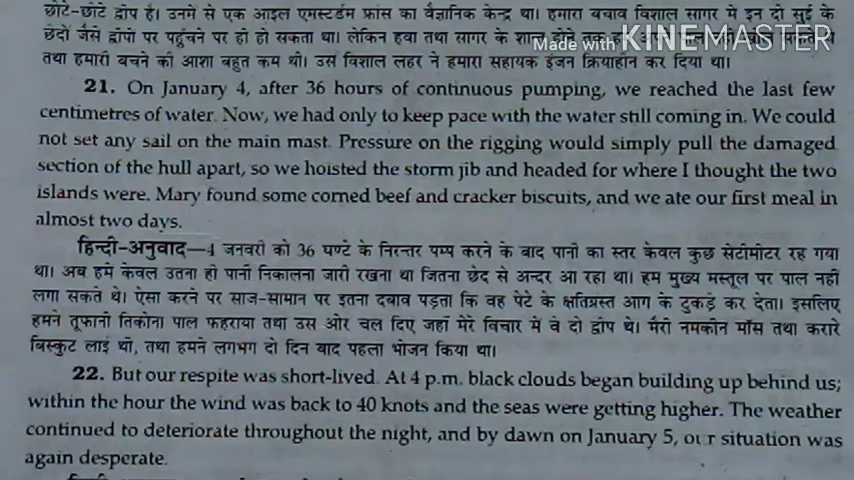 छोटे-छोटे द्वीप है। उनमें से एक आइल एमस्टर्डम फ्रांस का वैज्ञानिक केन्द्र था। हमारा बचाव विशाल सागर में इन दो सुई के
छेदों जैसे द्वीपों पर पहुँचने पर ही हो सकता था। लेकिन हवा तथा सागर के शान्त होने तक
Made with KINEMASTER
तथा हमारी बचने की आशा बहुत कम थी। उस विशाल लहर ने हमारा सहायक इंजन क्रियाहीन कर दिया था।
21. On January 4, after 36 hours of continuous pumping, we reached the last few
centimetres of water. Now, we had only to keep pace with the water still coming in. We could
not set any sail on the main mast. Pressure on the rigging would simply pull the damaged
section of the hull apart, so we hoisted the storm jib and headed for where I thought the two
islands were. Mary found some corned beef and cracker biscuits, and we ate our first meal in
almost two days.
हिन्दी-अनुवाद—4 जनवरी को 36 घण्टे के निरन्तर पम्प करने के बाद पानी का स्तर केवल कुछ सेंटीमीटर रह गया
था। अब हमें केवल उतना ही पानी निकालना जारी रखना था जितना छेद से अन्दर आ रहा था। हम मुख्य मस्तूल पर पाल नहीं
लगा सकते थे। ऐसा करने पर साज-सामान पर इतना दबाव पड़ता कि वह पेटे के क्षतिग्रस्त भाग के टुकड़े कर देता। इसलिए
हमने तूफानी तिकोना पाल फहराया तथा उस ओर चल दिए जहाँ मेरे विचार में वे दो द्वीप थे। मैरी नमकीन माँस तथा करारे
बिस्कुट लाई थी, तथा हमने लगभग दो दिन बाद पहला भोजन किया था।
22. But our respite was short-lived. At 4 p.m. black clouds began building up behind us;
within the hour the wind was back to 40 knots and the seas were getting higher. The weather
continued to deteriorate throughout the night, and by dawn on January 5, our situation was
again desperate.